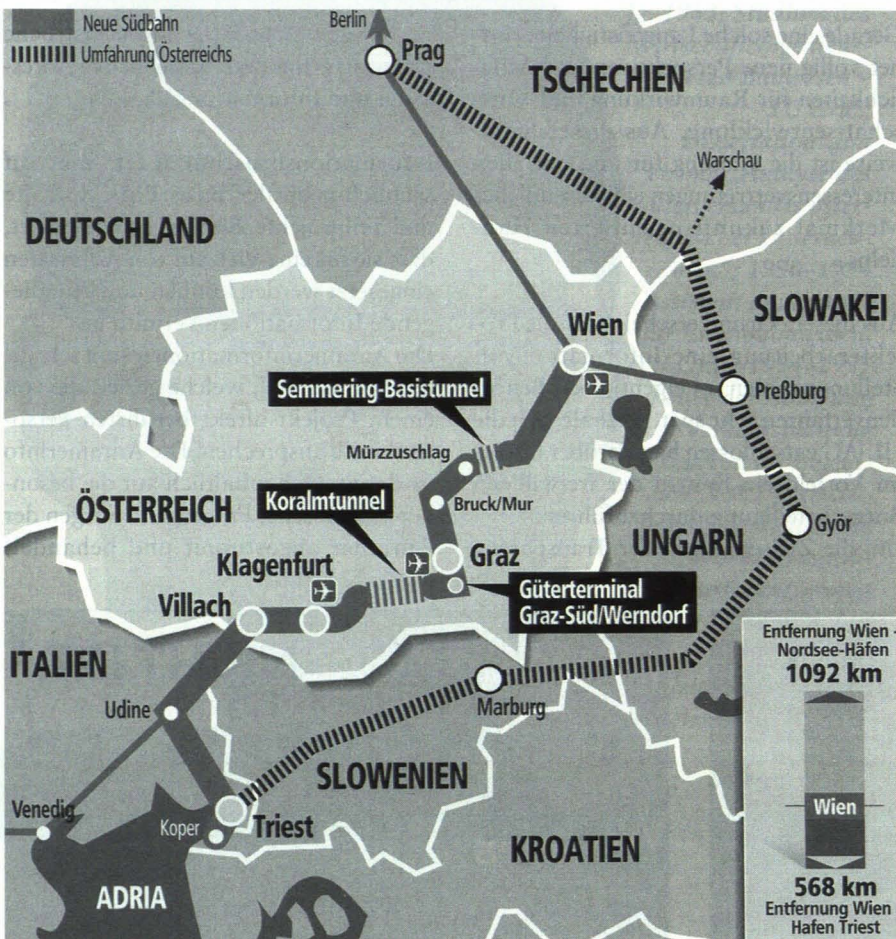 Neue Südbahn
Umfahrung Österreichs
Berlin
Prag
TSCHECHIEN
Warschau
DEUTSCHLAND
SLOWAKEI
Wien
Semmering-Basistunnel
Preßburg
Mürzzuschlag
Bruck/Mur
ÖSTERREICH
Koralmtunnel
Györ
Graz
UNGARN
Klagenfurt
Villach
Güterterminal
Graz-Süd/Werndorf
ITALIEN
Entfernung Wien -
Nordsee-Häfen
1092 km
Udine
Marburg
SLOWENIEN
Venedig
Koper
Triest
Wien
KROATIEN
ADRIA
568 km
Entfernung Wien
Hafen Triest